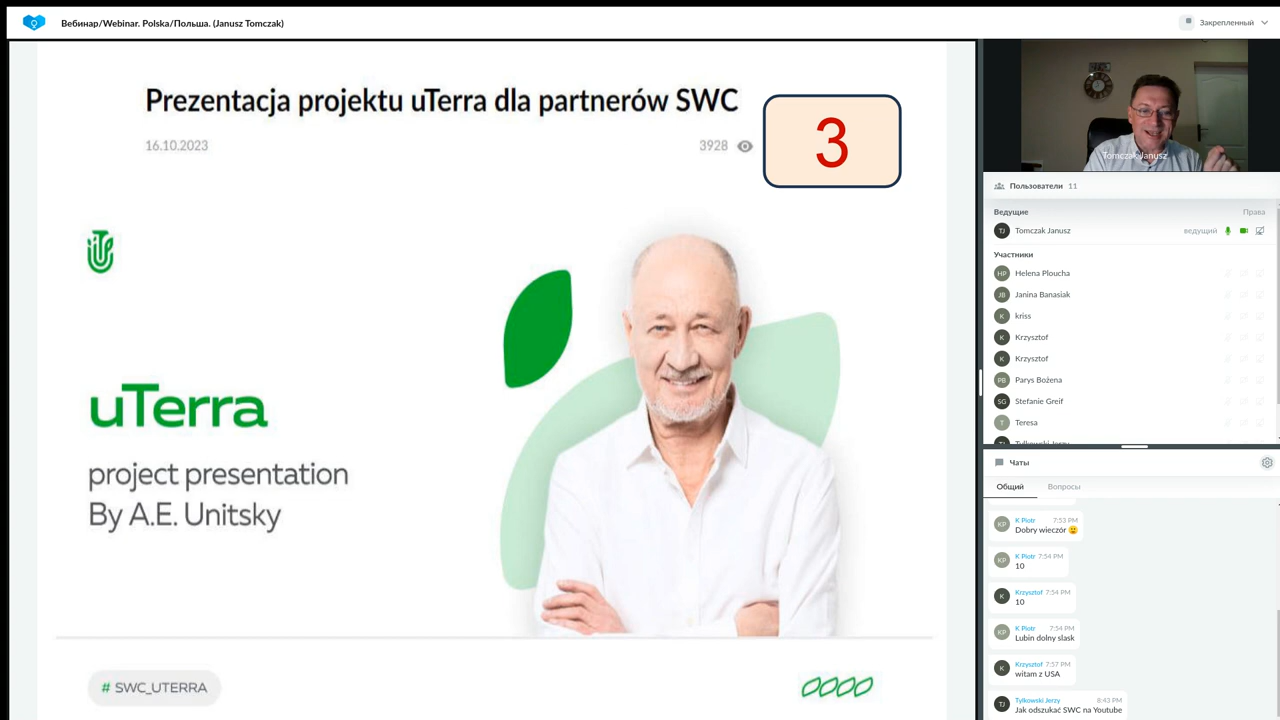 Вебинар/Webinar. Polska/Польша. (Janusz Tomczak)
Закрепленный
Prezentacja projektu uTerra dla partnerów SWC
16.10.2023
3928
3
uTerra
project presentation
By A.E. Unitsky
# SWC_UTERRA
Tomczak Janusz
Пользователи 11
Ведущие Права
TJ Tomczak Janusz ведущий
Участники
HP Helena Ploucha
JB Janina Banasiak
K kriss
K Krzysztof
K Krzysztof
PB Parys Bożena
SG Stefanie Greif
T Teresa
Tylkowski Jerzy
Чаты
Общий Вопросы
KP K Piotr 7:53 PM
Dobry wieczór 🙂
KP K Piotr 7:54 PM
10
K Krzysztof 7:54 PM
10
KP K Piotr 7:54 PM
Lubin dolny slask
K Krzysztof 7:57 PM
witam z USA
TJ Tylkowski Jerzy 8:43 PM
Jak odszukać SWC na Youtube